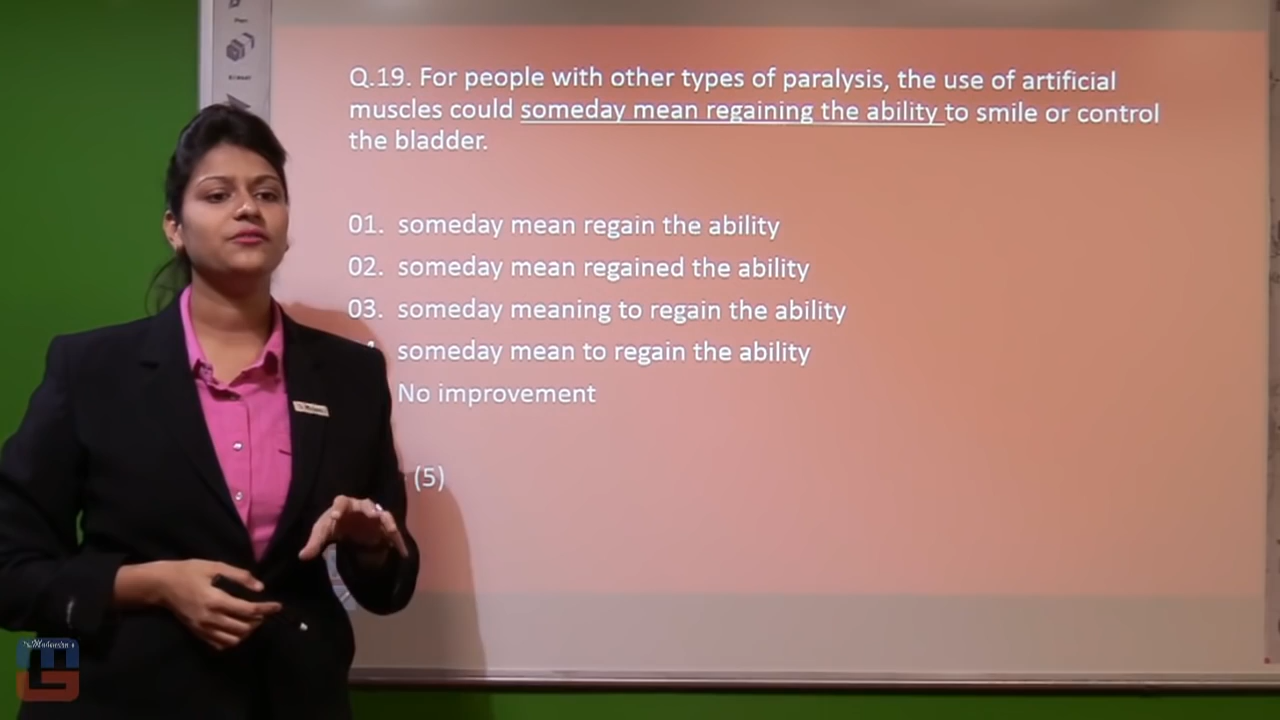 Q.19. For people with other types of paralysis, the use of artificial
muscles could someday mean regaining the ability to smile or control
the bladder.
01. someday mean regain the ability
02. someday mean regained the ability
03. someday meaning to regain the ability
someday mean to regain the ability
No improvement
(5)